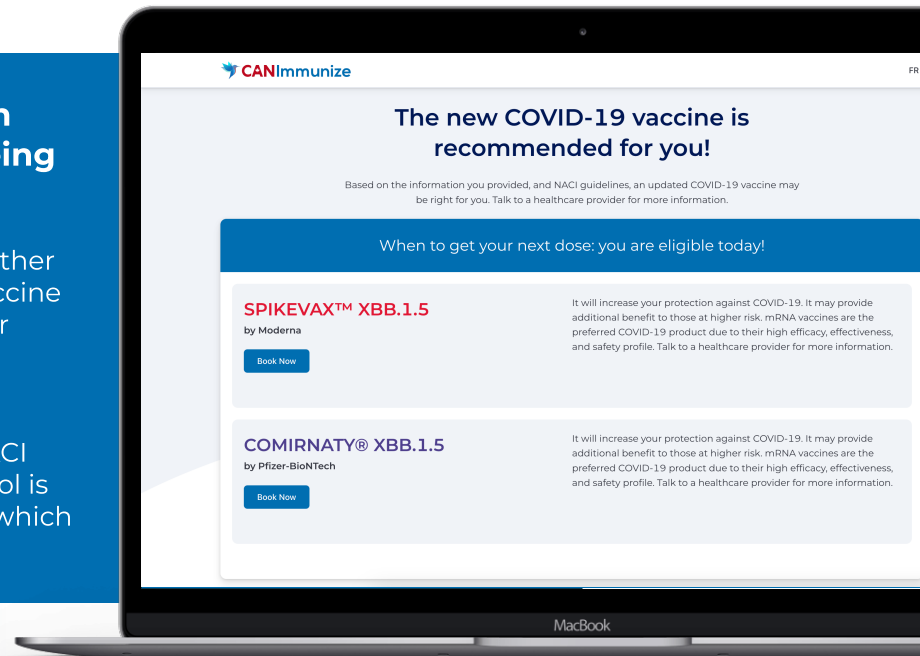 n
ing
ther
ccine
r
CI
ol is
which
CANImmunize
FR
The new COVID-19 vaccine is
recommended for you!
Based on the information you provided, and NACI guidelines, an updated COVID-19 vaccine may
be right for you. Talk to a healthcare provider for more information.
When to get your next dose: you are eligible today!
SPIKEVAX™ XBB.1.5
by Moderna
Book Now
It will increase your protection against COVID-19. It may provide
additional benefit to those at higher risk. mRNA vaccines are the
preferred COVID-19 product due to their high efficacy, effectiveness,
and safety profile. Talk to a healthcare provider for more information.
COMIRNATY® XBB.1.5
by Pfizer-BioNTech
Book Now
It will increase your protection against COVID-19. It may provide
additional benefit to those at higher risk. mRNA vaccines are the
preferred COVID-19 product due to their high efficacy, effectiveness,
and safety profile. Talk to a healthcare provider for more information.
MacBook